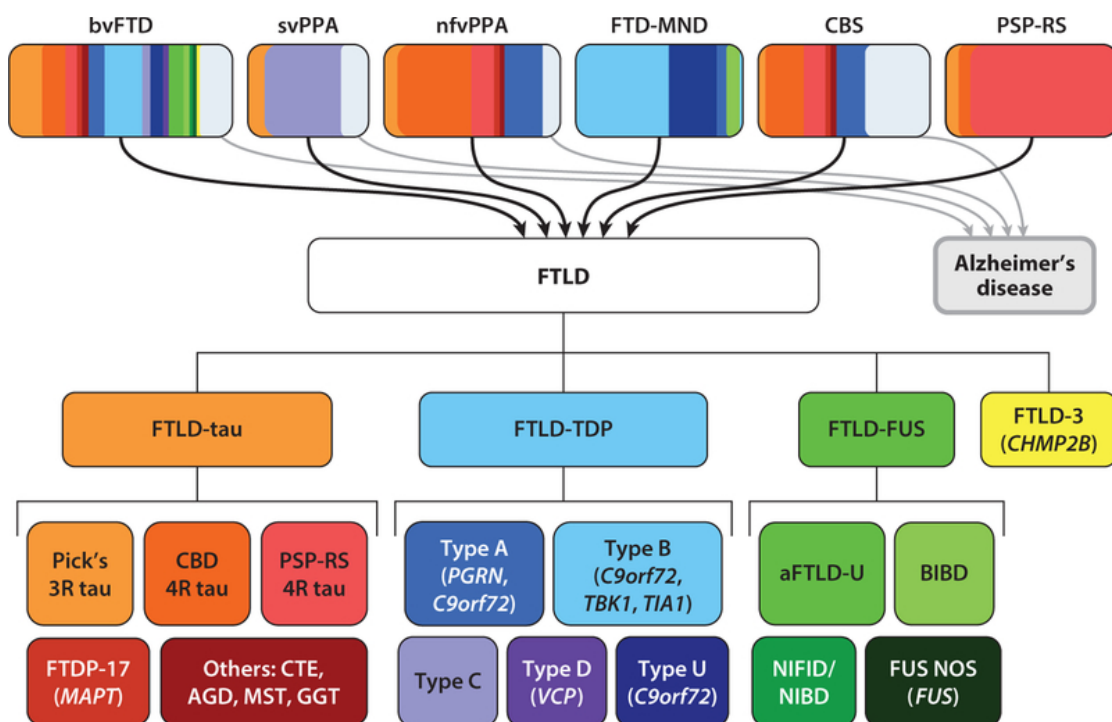 bvFTD svPPA nfvPPA FTD-MND CBS PSP-RS
FTLD
Alzheimer's
disease
FTLD-tau
FTLD-TDP
FTLD-FUS
FTLD-3
(CHMP2B)
Pick's
3R tau
CBD
4R tau
PSP-RS
4R tau
Type A
(PGRN,
C9orf72)
Type B
(C9orf72,
TBK1, TIA1)
aFTLD-U
BIBD
FTDP-17
(MAPT)
Others: CTE,
AGD, MST, GGT
Type C
Type D
(VCP)
Type U
(C9orf72)
NIFID/
NIBD
FUS NOS
(FUS)